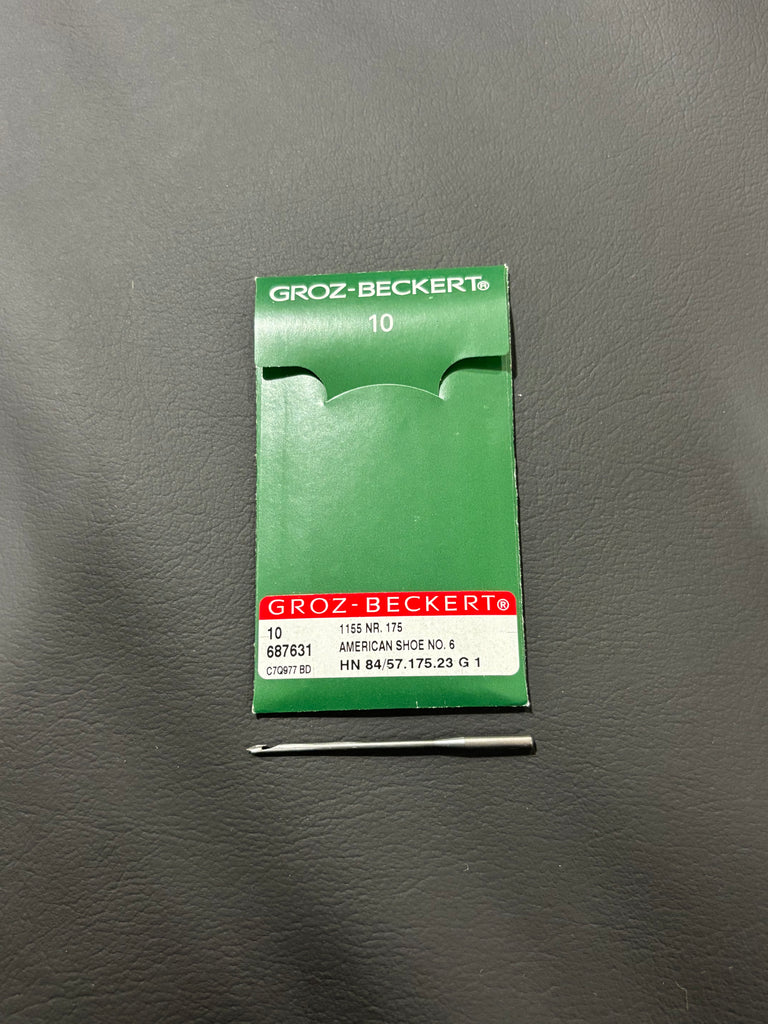 GROZ-BECKERT®
10
GROZ-BECKERT®
10 1155 NR. 175
687631 AMERICAN SHOE NO. 6
C7Q977 BD HN 84/57.175.23 G 1